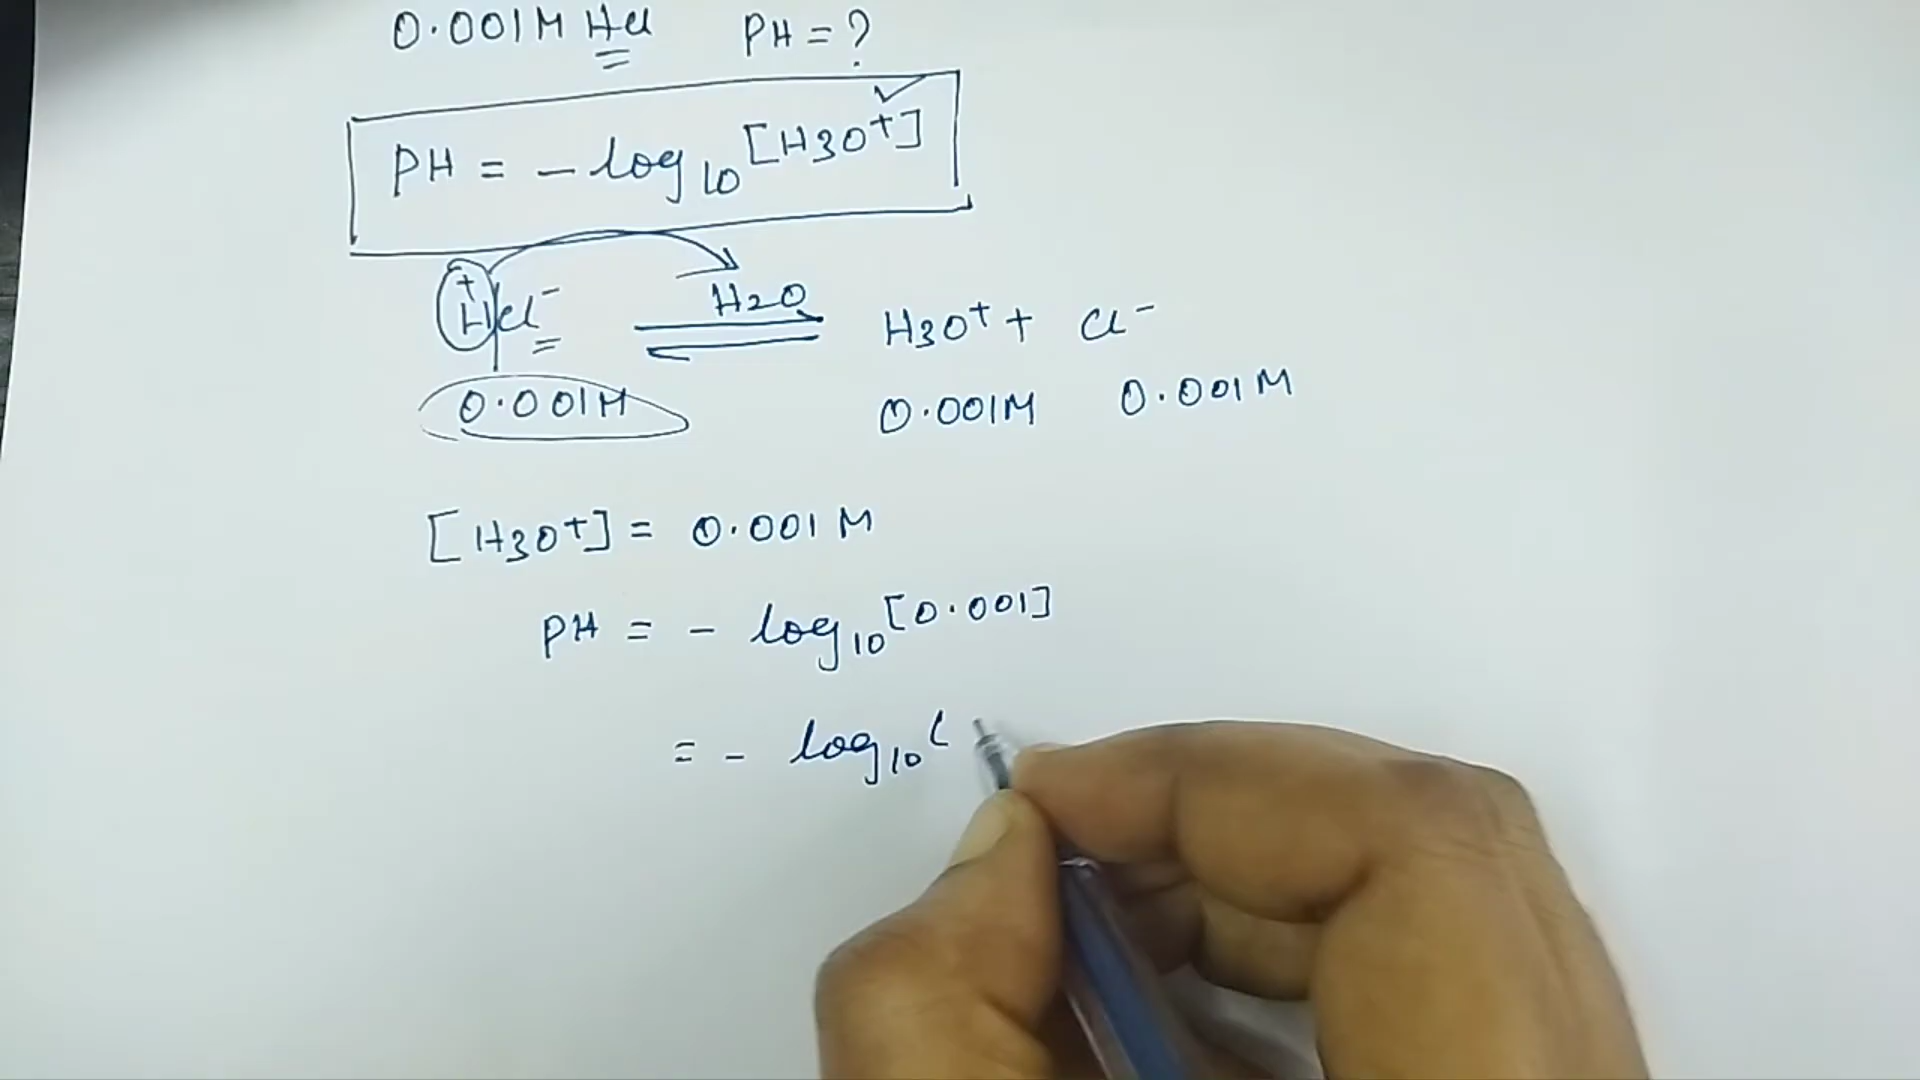 0.001M HCl PH = ?
PH = - log10 [H3O+]
H+Cl- H2O ⇌ H3O+ + Cl-
0.001M 0.001M 0.001M
[H3O+] = 0.001 M
PH = - log10 [0.001]
= - log10 (